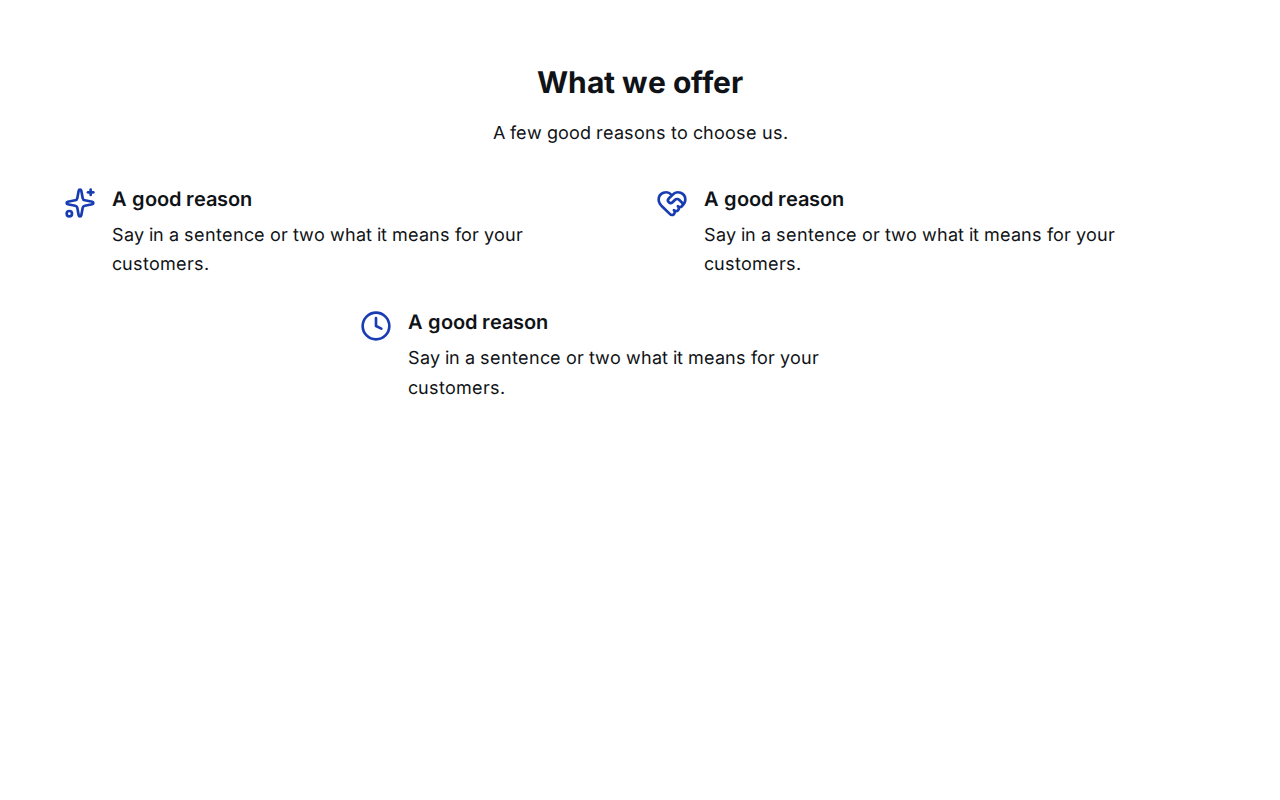 What we offer
A few good reasons to choose us.
A good reason
Say in a sentence or two what it means for your
customers.
A good reason
Say in a sentence or two what it means for your
customers.
A good reason
Say in a sentence or two what it means for your
customers.